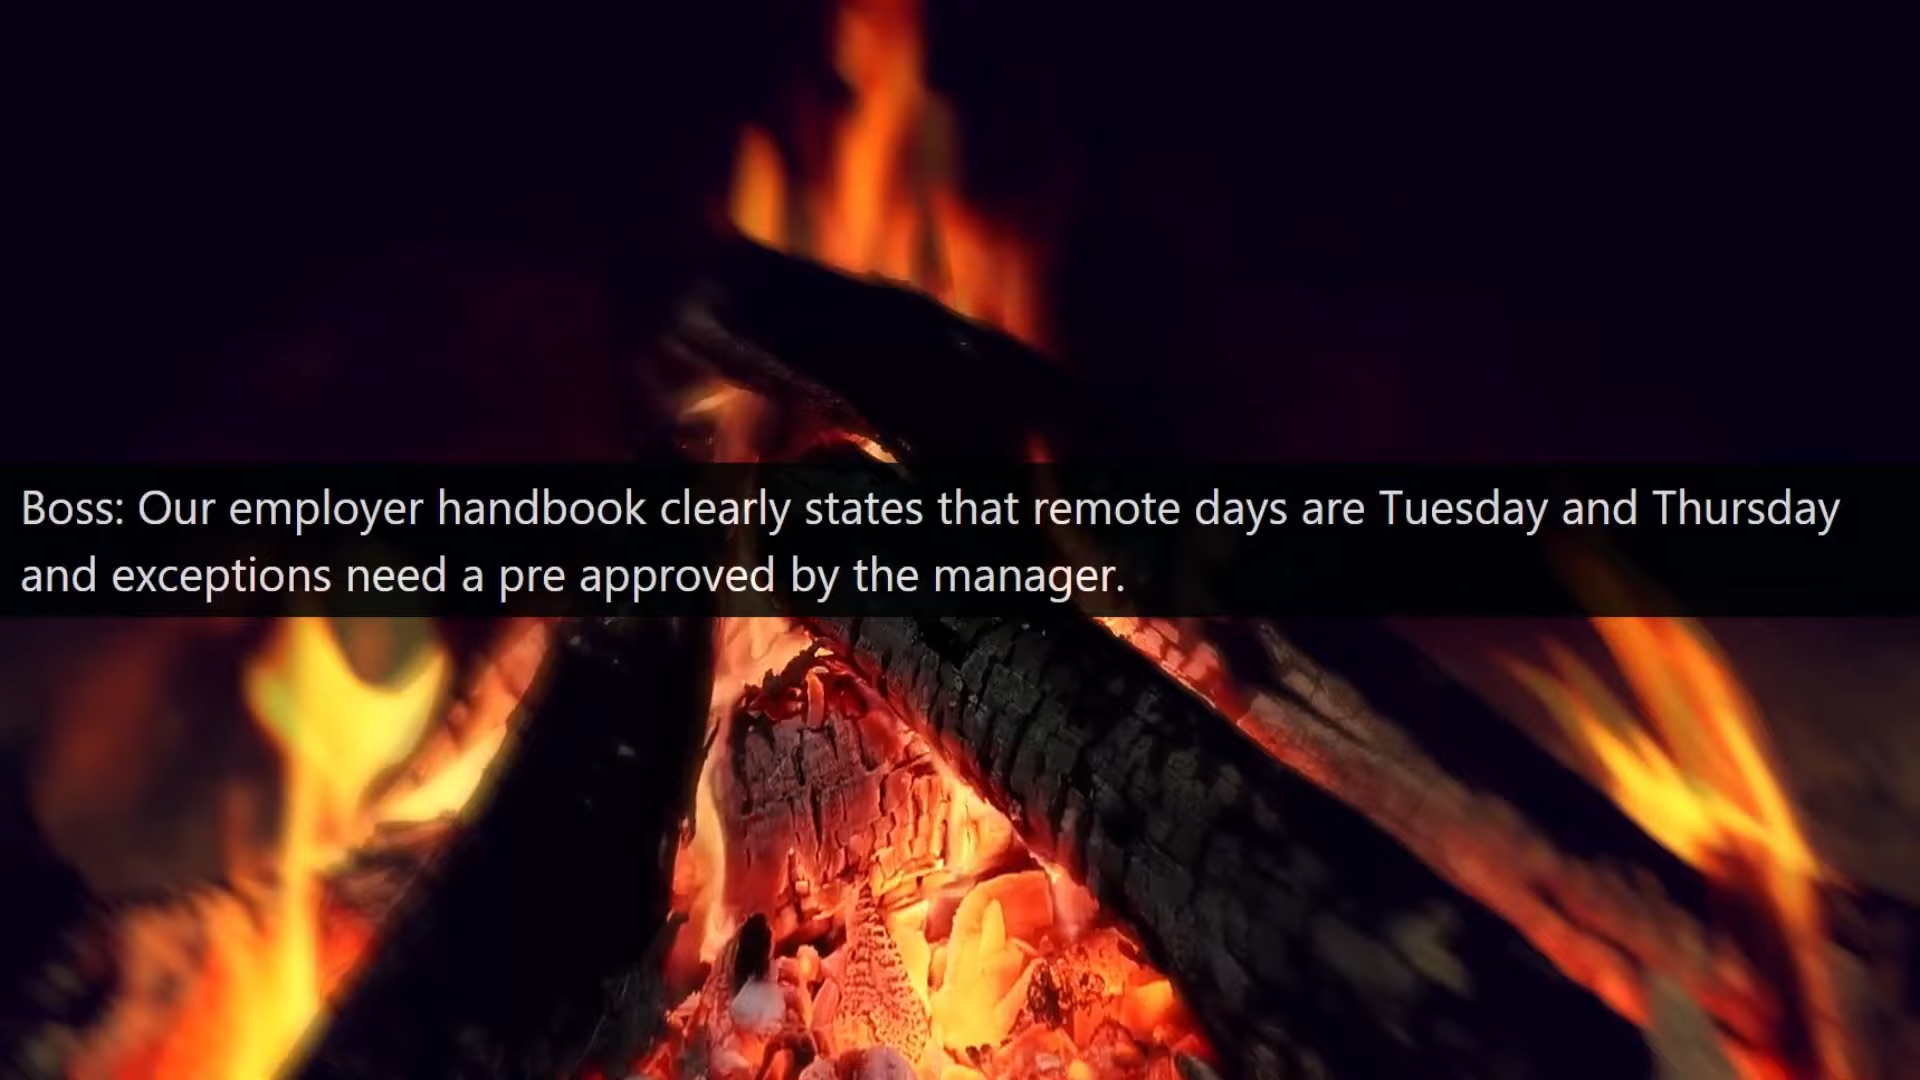 Boss: Our employer handbook clearly states that remote days are Tuesday and Thursday
and exceptions need a pre approved by the manager.